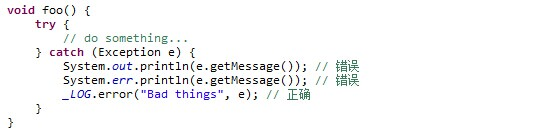 void foo() {
    try {
        // do something...
    } catch (Exception e) {
        System.out.println(e.getMessage()); // 错误
        System.err.println(e.getMessage()); // 错误
        _LOG.error("Bad things", e); // 正确
    }
}